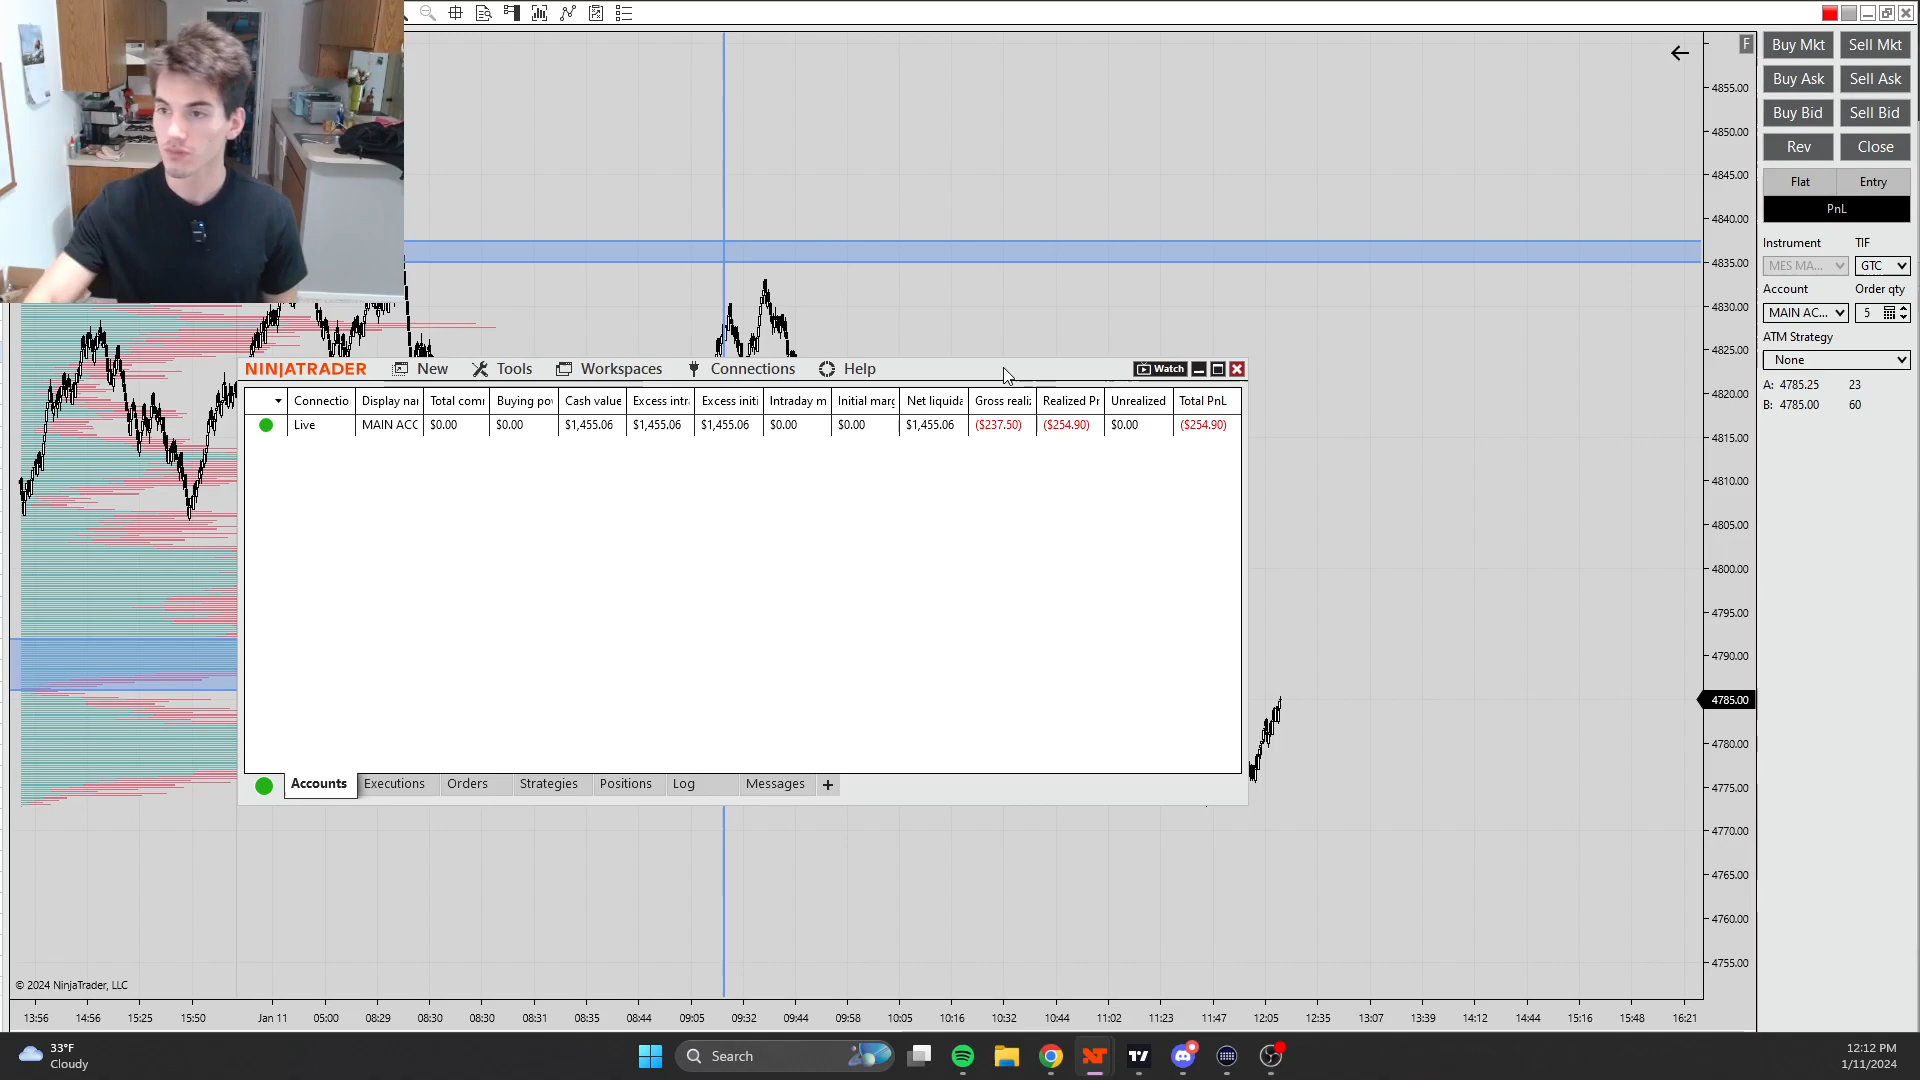 F
Buy Mkt Sell Mkt
Buy Ask Sell Ask
Buy Bid Sell Bid
Rev Close
Flat Entry
PnL
Instrument TIF
MES MA... GTC
Account Order qty
MAIN AC... 5
ATM Strategy
None
A: 4785.25 23
B: 4785.00 60
4855.00
4850.00
4845.00
4840.00
4835.00
4830.00
4825.00
4820.00
4815.00
4810.00
4805.00
4800.00
4795.00
4790.00
4785.00
4780.00
4775.00
4770.00
4765.00
4760.00
4755.00
NINJATRADER New Tools Workspaces Connections Help Watch
Connectio Display nar Total comr Buying po Cash value Excess intr Excess initi Intraday m Initial marg Net liquida Gross reali: Realized Pr Unrealized Total PnL
Live MAIN ACC $0.00 $0.00 $1,455.06 $1,455.06 $1,455.06 $0.00 $0.00 $1,455.06 ($237.50) ($254.90) $0.00 ($254.90)
Accounts Executions Orders Strategies Positions Log Messages +
© 2024 NinjaTrader, LLC
13:56 14:56 15:25 15:50 Jan 11 05:00 08:29 08:30 08:30 08:31 08:35 08:44 09:05 09:32 09:44 09:58 10:05 10:16 10:32 10:44 11:02 11:23 11:47 12:05 12:35 13:07 13:39 14:12 14:44 15:16 15:48 16:21
33°F
Cloudy
Search
12:12 PM
1/11/2024